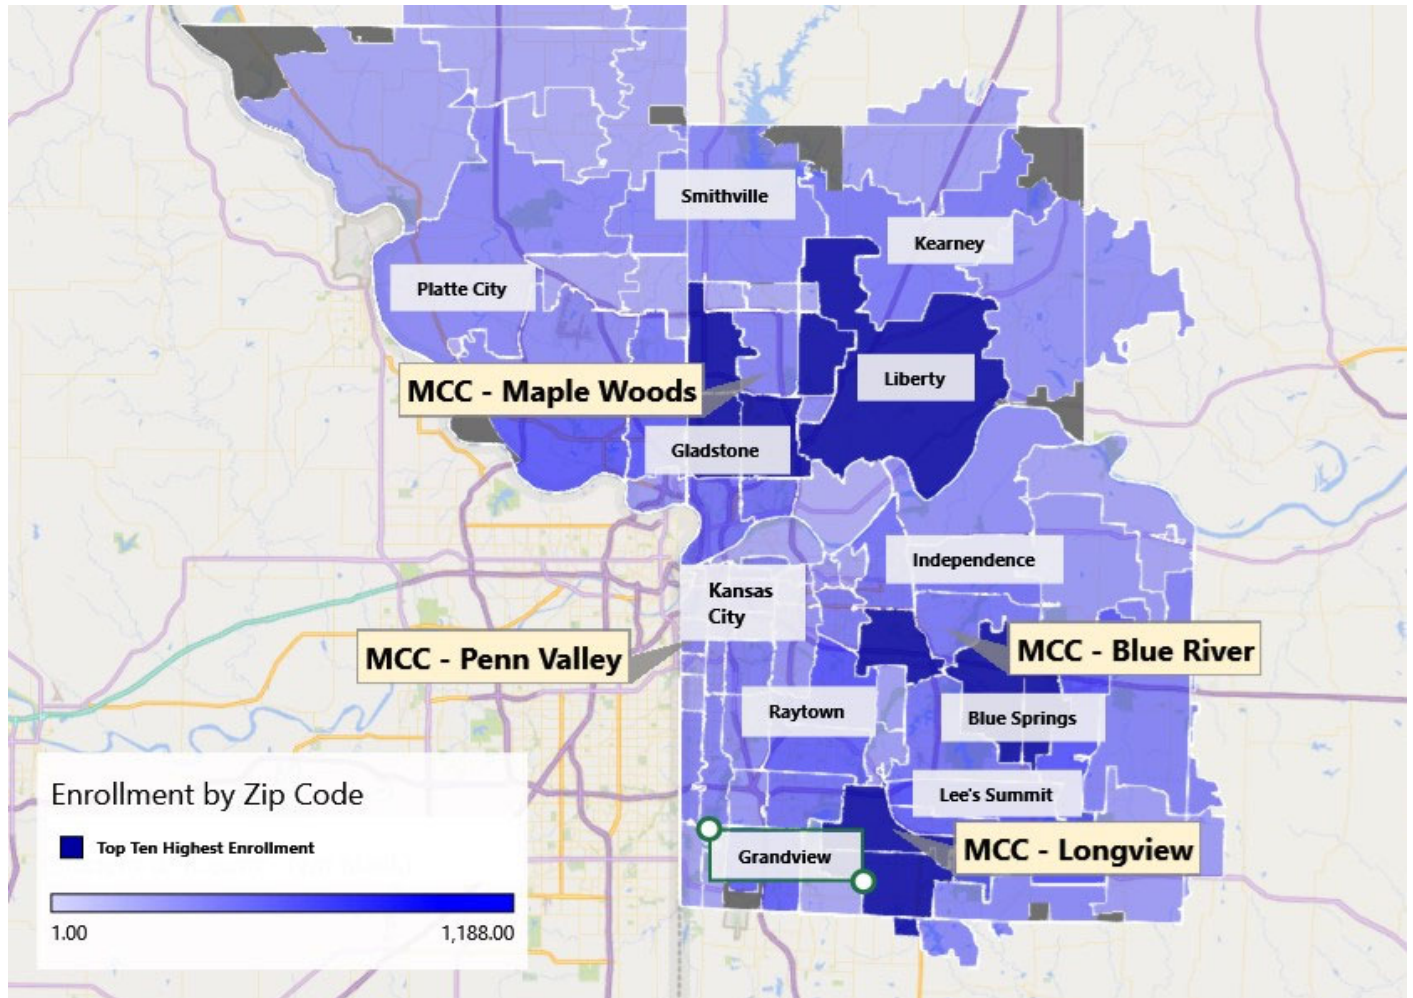 Smithville
Kearney
Platte City
Liberty
MCC - Maple Woods
Gladstone
Independence
Kansas
City
MCC - Penn Valley
MCC - Blue River
Raytown
Blue Springs
Lee's Summit
MCC - Longview
Grandview
Enrollment by Zip Code
Top Ten Highest Enrollment
1.00
1,188.00